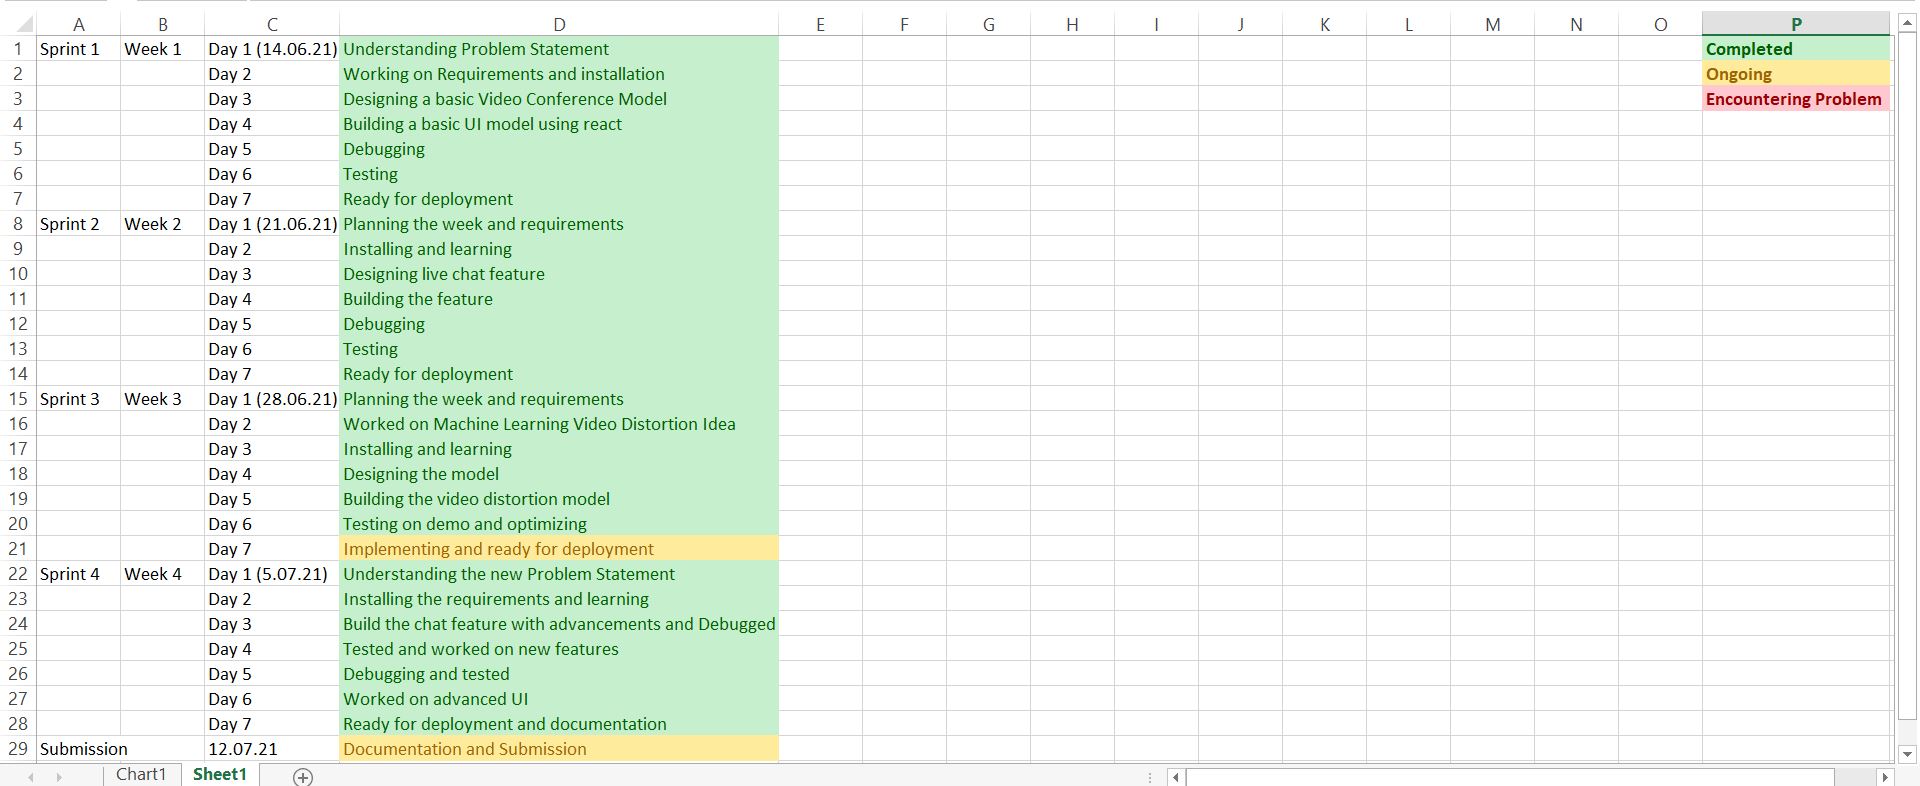 A B C D E F G H I J K L M N O P
1 Sprint 1 Week 1 Day 1 (14.06.21) Understanding Problem Statement Completed
2 Day 2 Working on Requirements and installation Ongoing
3 Day 3 Designing a basic Video Conference Model Encountering Problem
4 Day 4 Building a basic UI model using react
5 Day 5 Debugging
6 Day 6 Testing
7 Day 7 Ready for deployment
8 Sprint 2 Week 2 Day 1 (21.06.21) Planning the week and requirements
9 Day 2 Installing and learning
10 Day 3 Designing live chat feature
11 Day 4 Building the feature
12 Day 5 Debugging
13 Day 6 Testing
14 Day 7 Ready for deployment
15 Sprint 3 Week 3 Day 1 (28.06.21) Planning the week and requirements
16 Day 2 Worked on Machine Learning Video Distortion Idea
17 Day 3 Installing and learning
18 Day 4 Designing the model
19 Day 5 Building the video distortion model
20 Day 6 Testing on demo and optimizing
21 Day 7 Implementing and ready for deployment
22 Sprint 4 Week 4 Day 1 (5.07.21) Understanding the new Problem Statement
23 Day 2 Installing the requirements and learning
24 Day 3 Build the chat feature with advancements and Debugged
25 Day 4 Tested and worked on new features
26 Day 5 Debugging and tested
27 Day 6 Worked on advanced UI
28 Day 7 Ready for deployment and documentation
29 Submission 12.07.21 Documentation and Submission
Chart1 Sheet1